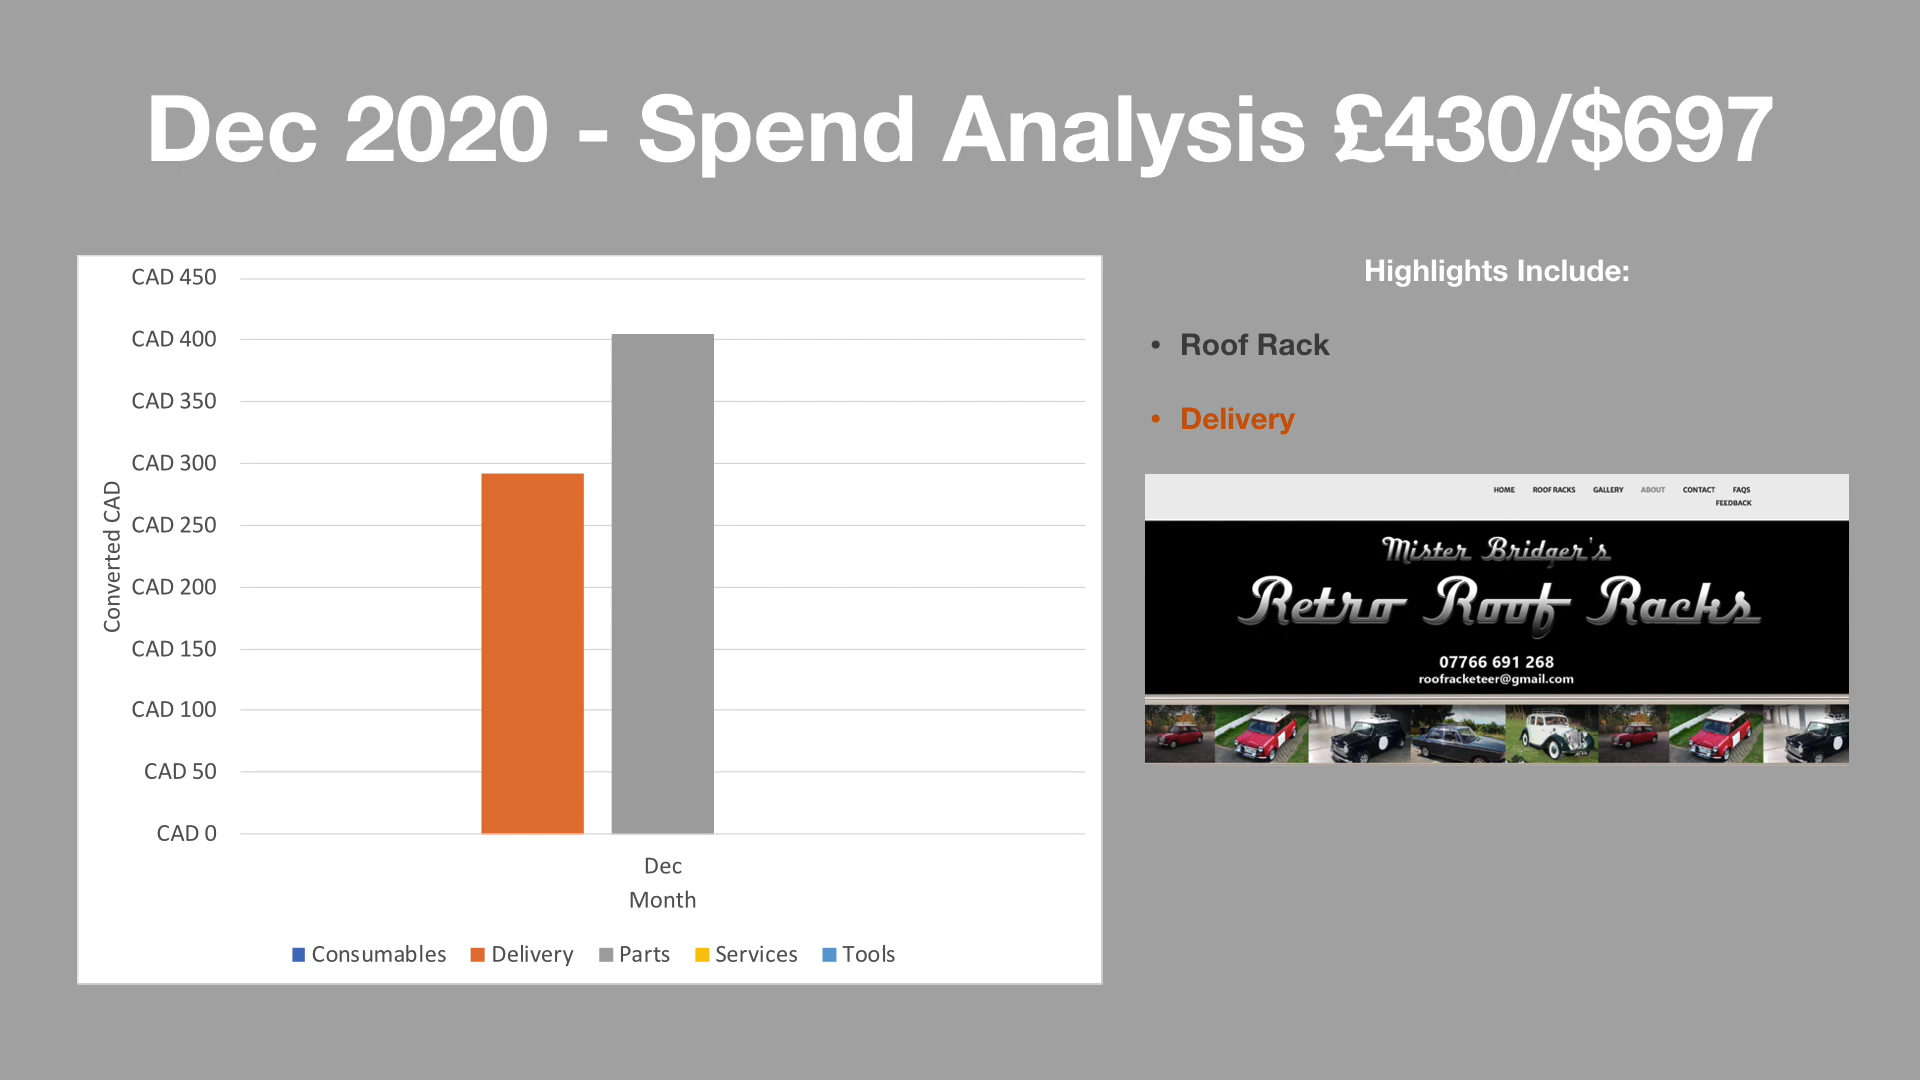 Dec 2020 - Spend Analysis £430/$697
CAD 450
CAD 400
CAD 350
CAD 300
CAD 250
CAD 200
CAD 150
CAD 100
CAD 50
CAD 0
Converted CAD
Dec
Month
Consumables Delivery Parts Services Tools
Highlights Include:
• Roof Rack
• Delivery
HOME ROOF RACKS GALLERY ABOUT CONTACT FAQS
FEEDBACK
Mister Bridger's
Retro Roof Racks
07766 691 268
roofracketeer@gmail.com